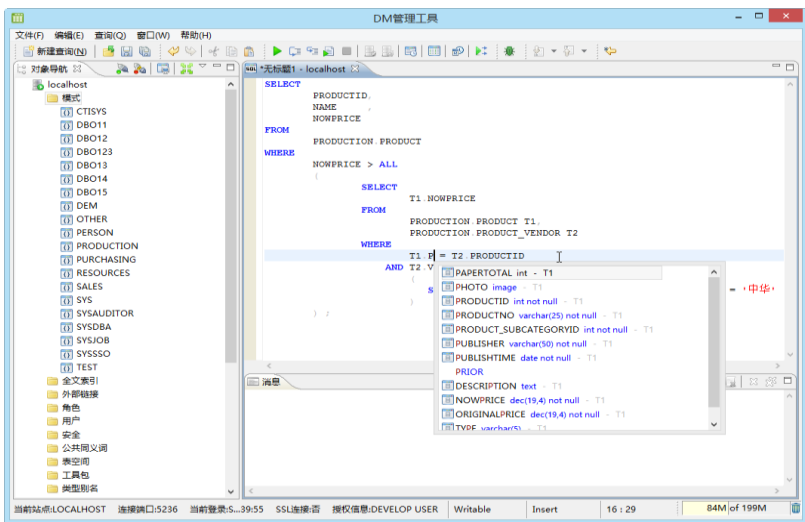 DM管理工具
文件(F) 编辑(E) 查询(Q) 窗口(W) 帮助(H)
新建查询(N)
对象导航
*无标题1 - localhost
localhost
模式
CTISYS
DBO11
DBO12
DBO123
DBO13
DBO14
DBO15
DEM
OTHER
PERSON
PRODUCTION
PURCHASING
RESOURCES
SALES
SYS
SYSAUDITOR
SYSDBA
SYSJOB
SYSSSO
TEST
全文索引
外部链接
角色
用户
安全
公共同义词
表空间
工具包
类型别名
SELECT
PRODUCTID,
NAME ,
NOWPRICE
FROM
PRODUCTION.PRODUCT
WHERE
NOWPRICE > ALL
(
SELECT
T1.NOWPRICE
FROM
PRODUCTION.PRODUCT T1,
PRODUCTION.PRODUCT_VENDOR T2
WHERE
T1.P = T2.PRODUCTID
AND T2.V
(
S = '中华'
)
) ;
PAPERTOTAL int - T1
PHOTO image - T1
PRODUCTID int not null - T1
PRODUCTNO varchar(25) not null - T1
PRODUCT_SUBCATEGORYID int not null - T1
PUBLISHER varchar(50) not null - T1
PUBLISHTIME date not null - T1
PRIOR
DESCRIPTION text - T1
NOWPRICE dec(19,4) not null - T1
ORIGINALPRICE dec(19,4) not null - T1
TYPE varchar(5) - T1
消息
当前站点:LOCALHOST 连接端口:5236 当前登录:S...39:55 SSL连接:否 授权信息:DEVELOP USER Writable Insert 16 : 29 84M of 199M